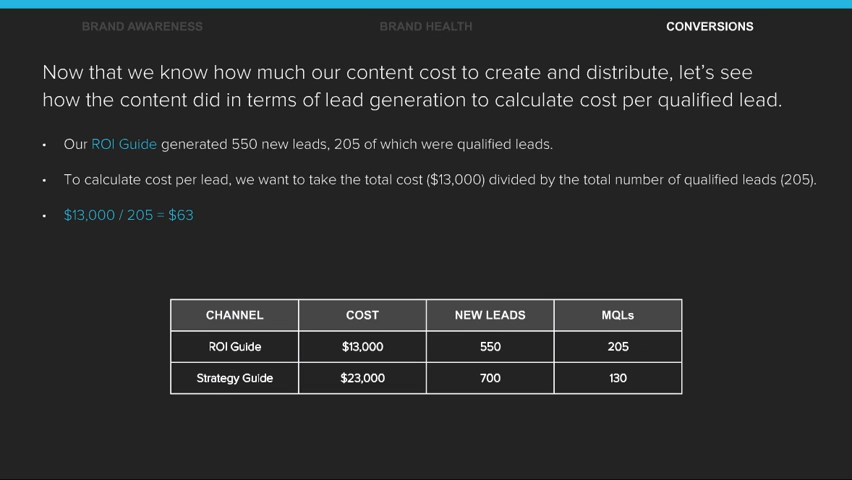 BRAND AWARENESS BRAND HEALTH CONVERSIONS
Now that we know how much our content cost to create and distribute, let's see
how the content did in terms of lead generation to calculate cost per qualified lead.
• Our ROI Guide generated 550 new leads, 205 of which were qualified leads.
• To calculate cost per lead, we want to take the total cost ($13,000) divided by the total number of qualified leads (205).
• $13,000 / 205 = $63
CHANNEL COST NEW LEADS MQLs
ROI Guide $13,000 550 205
Strategy Guide $23,000 700 130